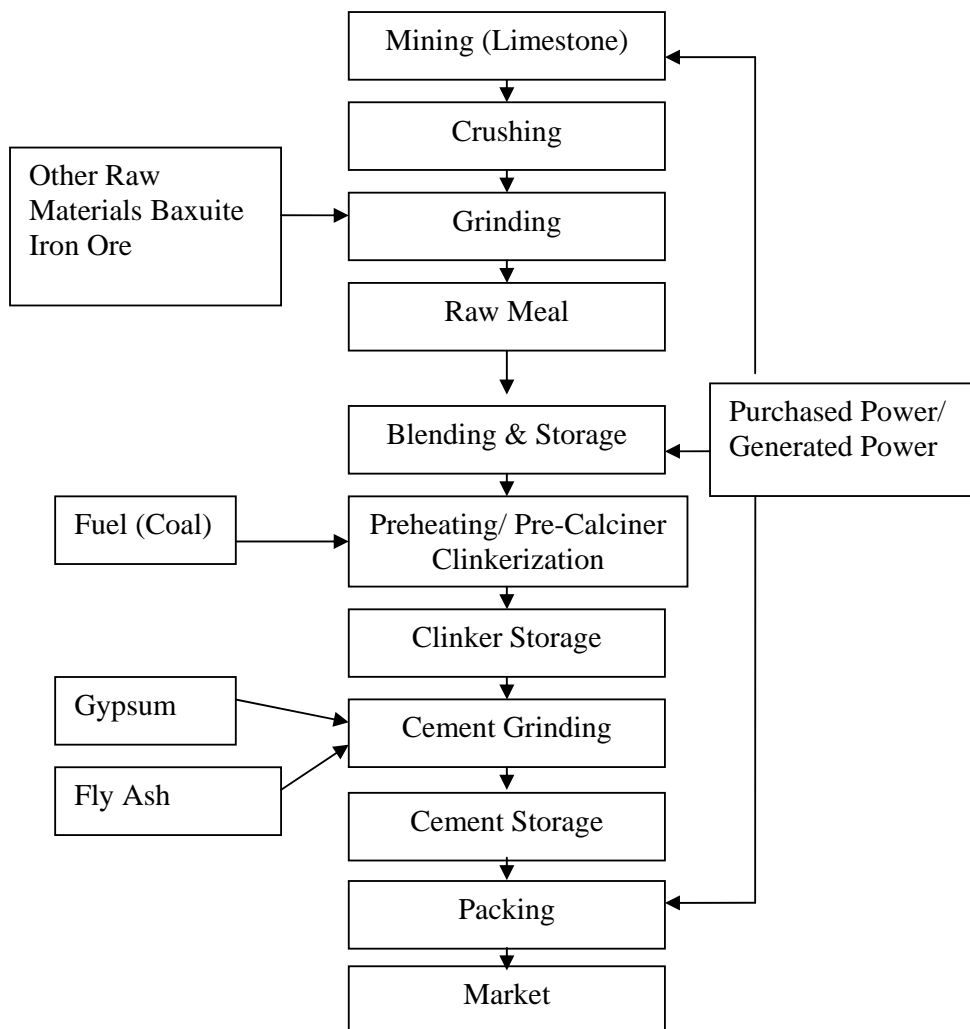 Mining (Limestone)
Crushing
Other Raw
Materials Baxuite
Iron Ore
Grinding
Raw Meal
Purchased Power/
Generated Power
Blending & Storage
Fuel (Coal)
Preheating/ Pre-Calciner
Clinkerization
Clinker Storage
Gypsum
Cement Grinding
Fly Ash
Cement Storage
Packing
Market